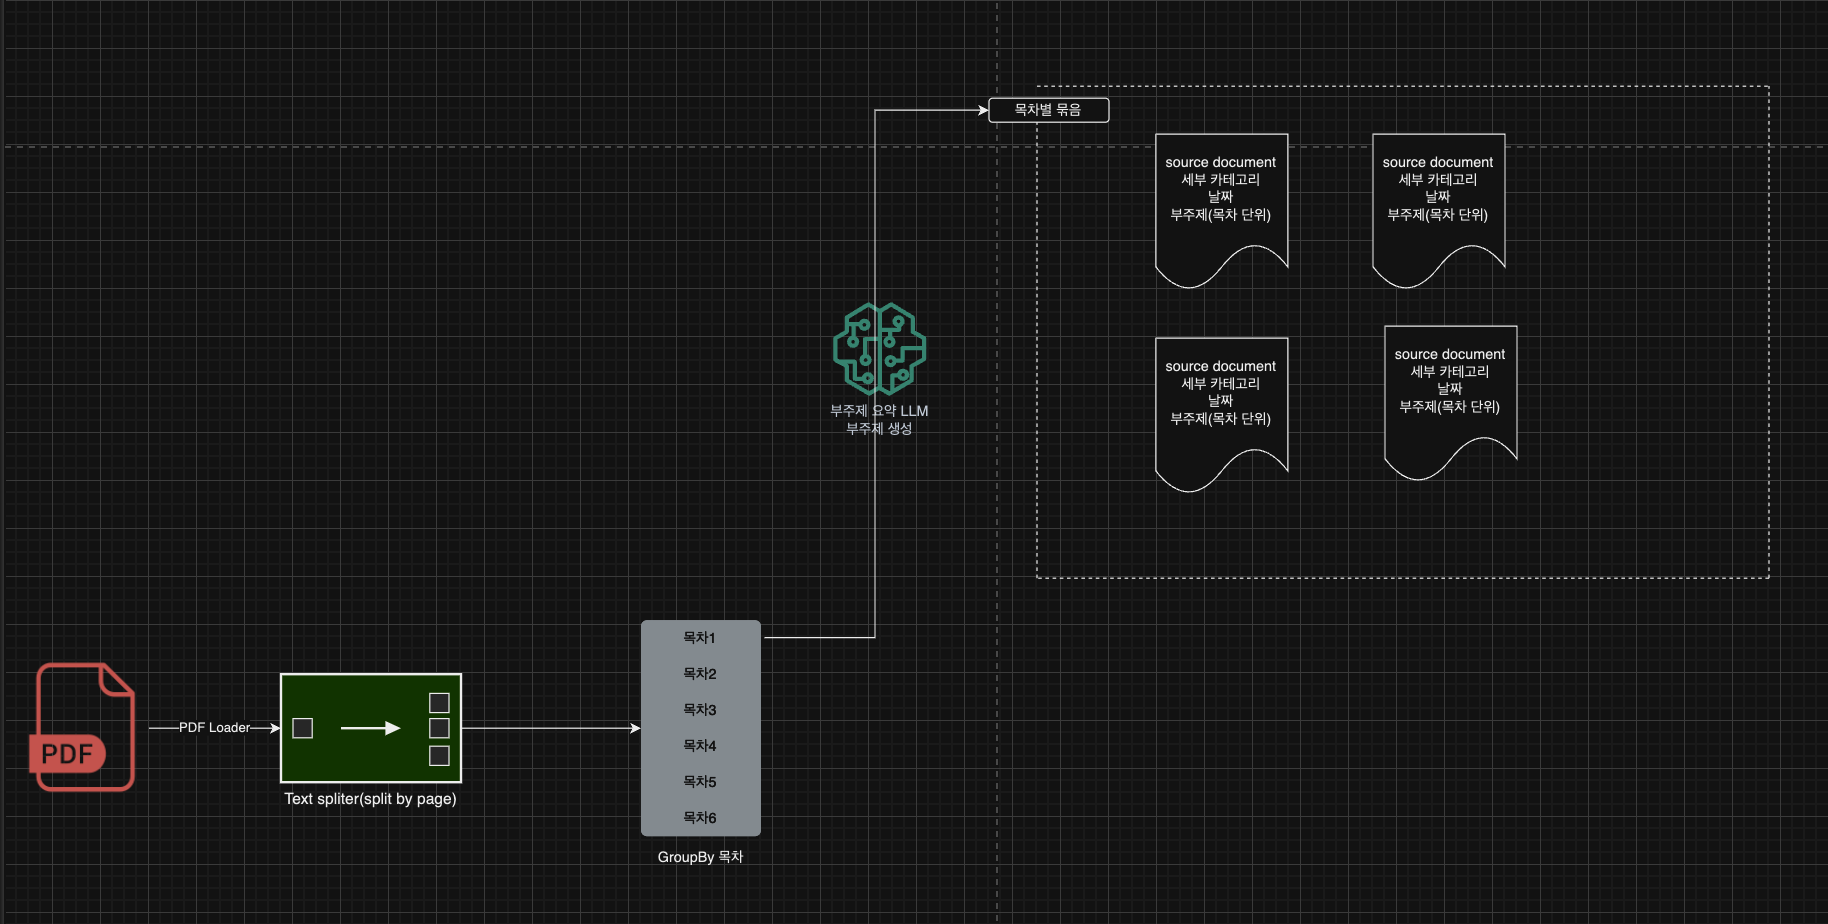 목차별 묶음
source document
세부 카테고리
날짜
부주제(목차 단위)
source document
세부 카테고리
날짜
부주제(목차 단위)
source document
세부 카테고리
날짜
부주제(목차 단위)
source document
세부 카테고리
날짜
부주제(목차 단위)
부주제 요약 LLM
부주제 생성
PDF
PDF Loader
Text spliter(split by page)
목차1
목차2
목차3
목차4
목차5
목차6
GroupBy 목차